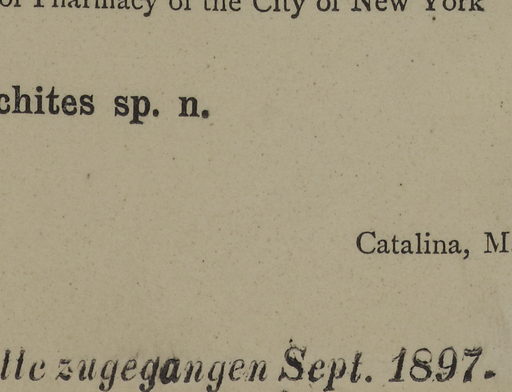 of Pharmacy of the City of New York
chites sp. n.
Catalina, M
lle zugegangen Sept. 1897.